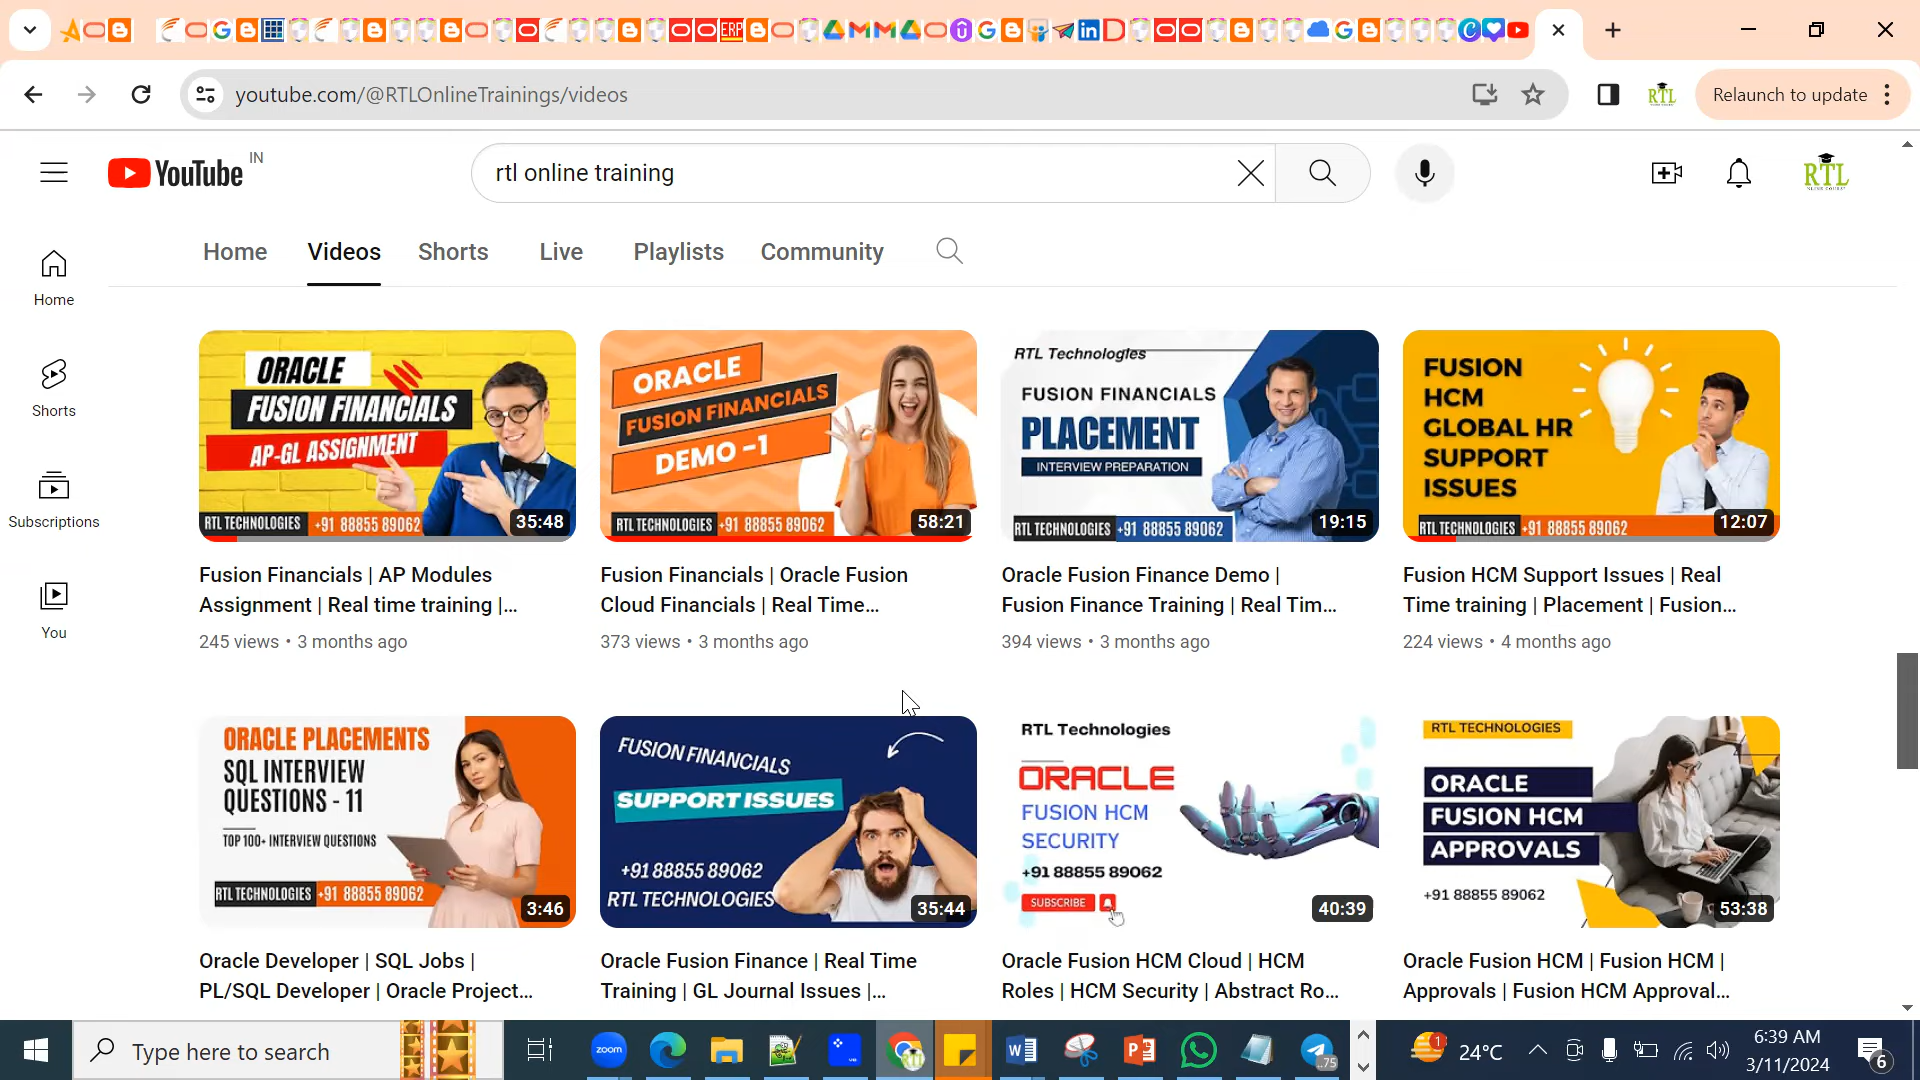 ERP
youtube.com/@RTLOnlineTrainings/videos
RTL
Relaunch to update
YouTube IN
rtl online training
RTL
Home Videos Shorts Live Playlists Community
Home
Shorts
Subscriptions
You
ORACLE
FUSION FINANCIALS
AP-GL ASSIGNMENT
RTL TECHNOLOGIES +91 88855 89062
35:48
ORACLE
FUSION FINANCIALS
DEMO -1
RTL TECHNOLOGIES +91 88855 89062
58:21
RTL Technologies
FUSION FINANCIALS
PLACEMENT
INTERVIEW PREPARATION
RTL TECHNOLOGIES +91 88855 89062
19:15
FUSION
HCM
GLOBAL HR
SUPPORT
ISSUES
RTL TECHNOLOGIES +91 88855 89062
12:07
Fusion Financials | AP Modules
Assignment | Real time training |...
245 views • 3 months ago
Fusion Financials | Oracle Fusion
Cloud Financials | Real Time...
373 views • 3 months ago
Oracle Fusion Finance Demo |
Fusion Finance Training | Real Tim...
394 views • 3 months ago
Fusion HCM Support Issues | Real
Time training | Placement | Fusion...
224 views • 4 months ago
ORACLE PLACEMENTS
SQL INTERVIEW
QUESTIONS - 11
TOP 100+ INTERVIEW QUESTIONS
RTL TECHNOLOGIES +91 88855 89062
3:46
FUSION FINANCIALS
SUPPORT ISSUES
+91 88855 89062
RTL TECHNOLOGIES
35:44
RTL Technologies
ORACLE
FUSION HCM
SECURITY
+91 88855 89062
SUBSCRIBE
40:39
RTL TECHNOLOGIES
ORACLE
FUSION HCM
APPROVALS
+91 88855 89062
53:38
Oracle Developer | SQL Jobs |
PL/SQL Developer | Oracle Project...
Oracle Fusion Finance | Real Time
Training | GL Journal Issues |...
Oracle Fusion HCM Cloud | HCM
Roles | HCM Security | Abstract Ro...
Oracle Fusion HCM | Fusion HCM |
Approvals | Fusion HCM Approval...
Type here to search
zoom
..75
1
24°C
6:39 AM
3/11/2024
6